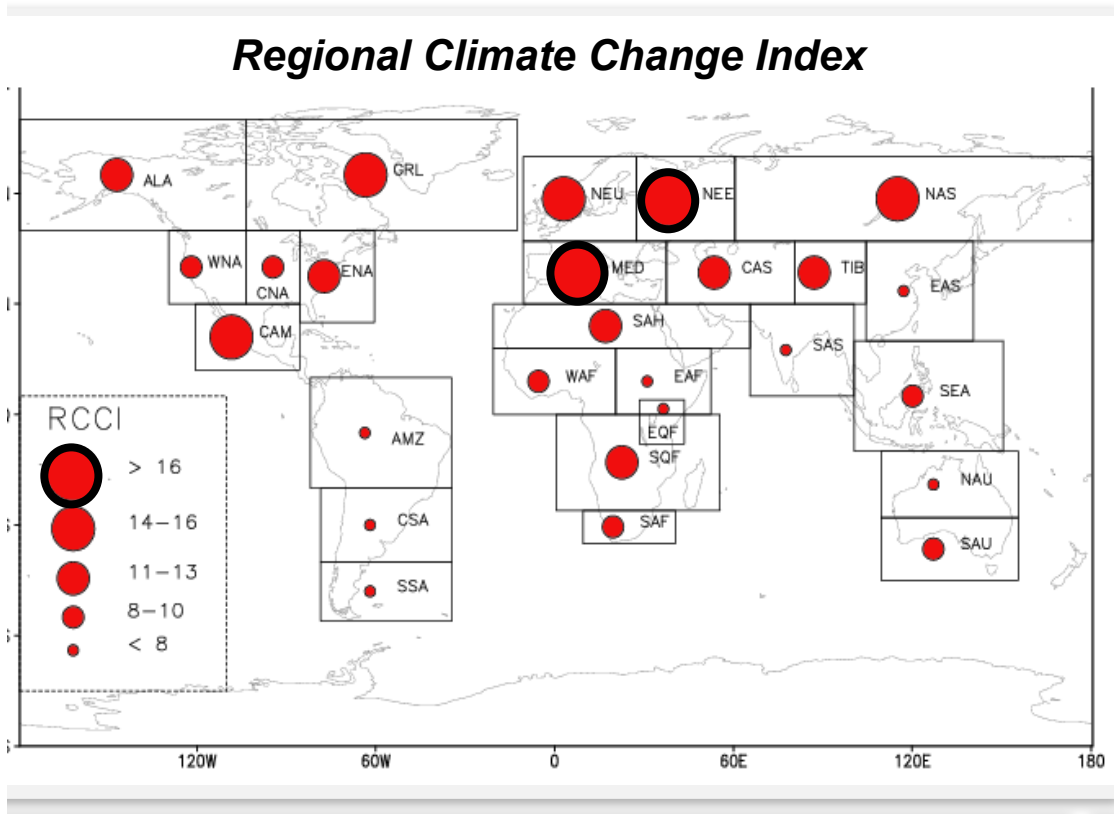 Regional Climate Change Index
ALA
GRL
NEU
NEE
NAS
WNA
CNA
ENA
MED
CAS
TIB
EAS
CAM
SAH
SAS
WAF
EAF
SEA
RCCI
AMZ
EQF
SQF
> 16
NAU
14-16
CSA
SAF
SAU
11-13
SSA
8-10
< 8
120W 60W 0 60E 120E 180